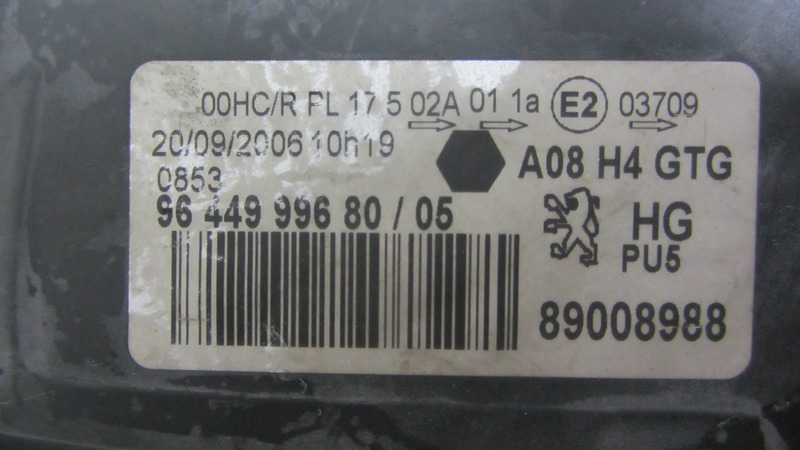 00HC/R PL 17 5 02A 01 1a E2 03709
20/09/2006 10h19
0853
A08 H4 GTG
96 449 996 80 / 05
HG
PU5
89008988